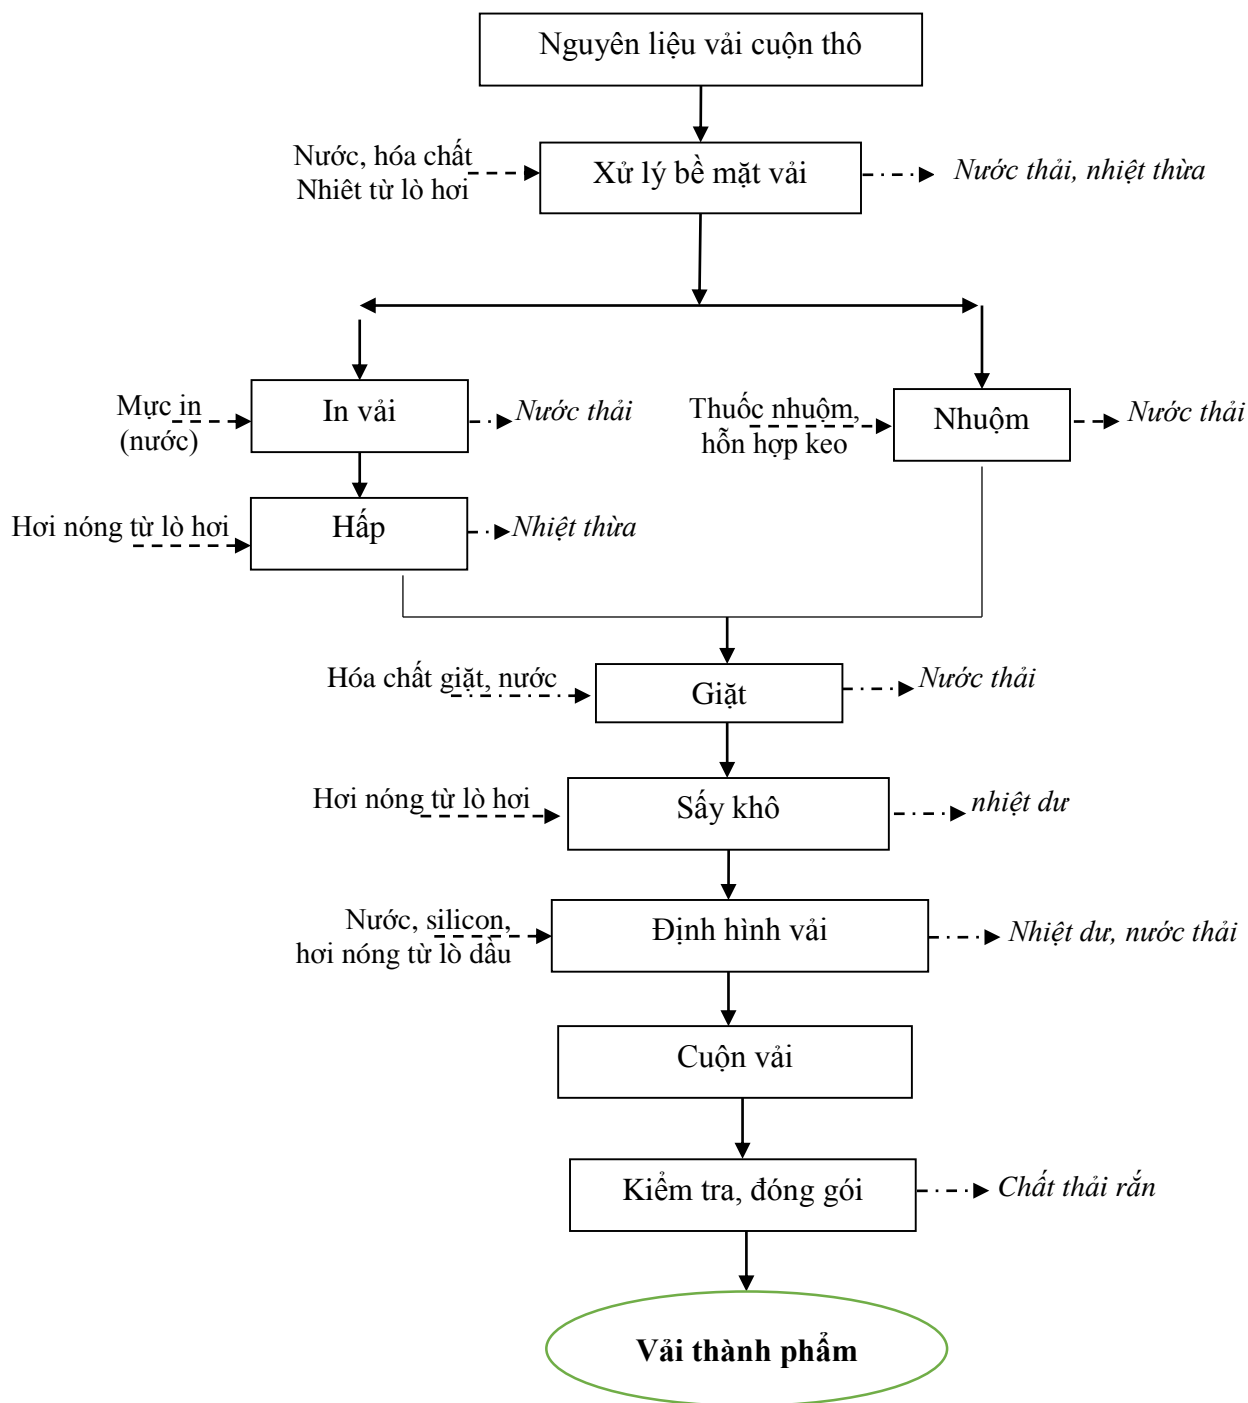 Nguyên liệu vải cuộn thô
Nước, hóa chất
Nhiêt từ lò hơi
Xử lý bề mặt vải
Nước thải, nhiệt thừa
Mực in
(nước)
In vải
Nước thải
Thuốc nhuộm,
hỗn hợp keo
Nhuộm
Nước thải
Hơi nóng từ lò hơi
Hấp
Nhiệt thừa
Hóa chất giặt, nước
Giặt
Nước thải
Hơi nóng từ lò hơi
Sấy khô
nhiệt dư
Nước, silicon,
hơi nóng từ lò dầu
Định hình vải
Nhiệt dư, nước thải
Cuộn vải
Kiểm tra, đóng gói
Chất thải rắn
Vải thành phẩm